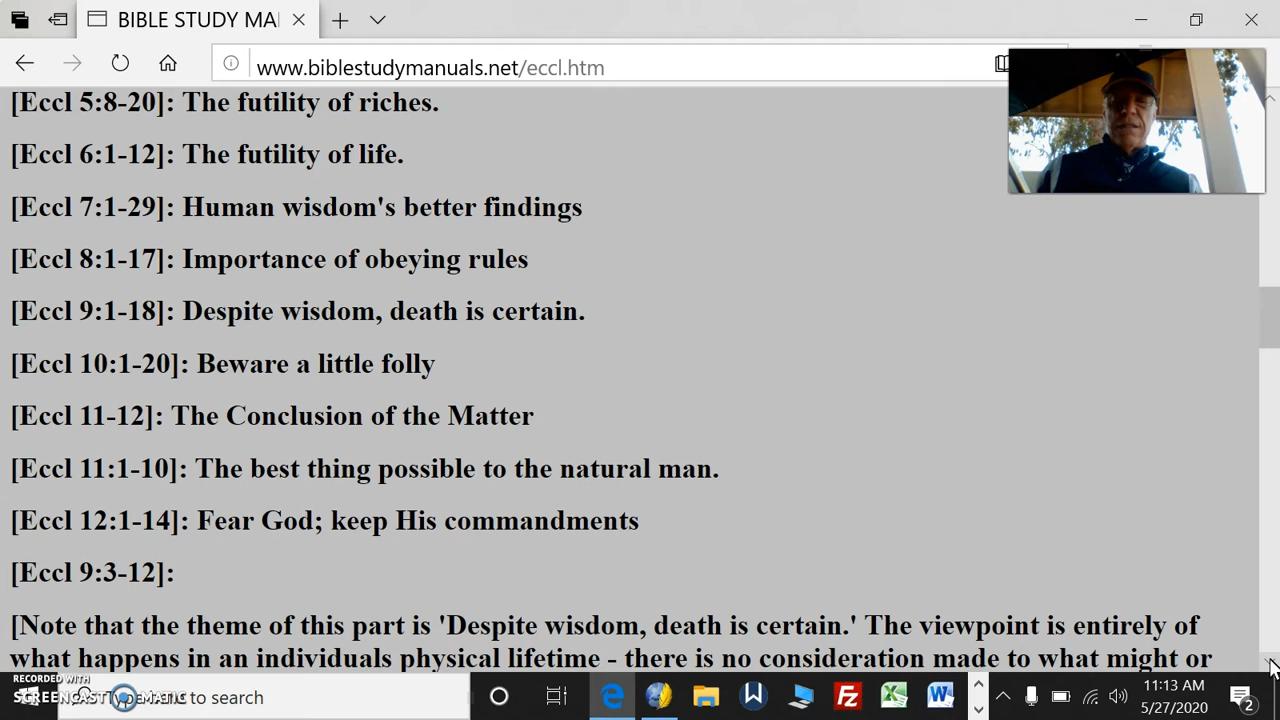 BIBLE STUDY MA
www.biblestudymanuals.net/eccl.htm
[Eccl 5:8-20]: The futility of riches.
[Eccl 6:1-12]: The futility of life.
[Eccl 7:1-29]: Human wisdom's better findings
[Eccl 8:1-17]: Importance of obeying rules
[Eccl 9:1-18]: Despite wisdom, death is certain.
[Eccl 10:1-20]: Beware a little folly
[Eccl 11-12]: The Conclusion of the Matter
[Eccl 11:1-10]: The best thing possible to the natural man.
[Eccl 12:1-14]: Fear God; keep His commandments
[Eccl 9:3-12]:
[Note that the theme of this part is 'Despite wisdom, death is certain.' The viewpoint is entirely of
what happens in an individuals physical lifetime - there is no consideration made to what might or
RECORDED WITH
SCREENCAST-O-MATIC
Type here to search
11:13 AM
5/27/2020
2